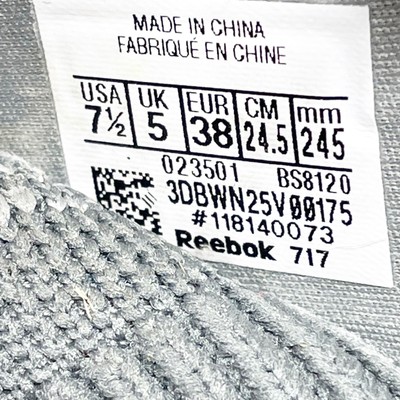 MADE IN CHINA
FABRIQUÉ EN CHINE
USA UK EUR CM mm
7½ 5 38 24.5 245
023501 BS8120
3DBWN25V00175
#118140073
Reebok 717